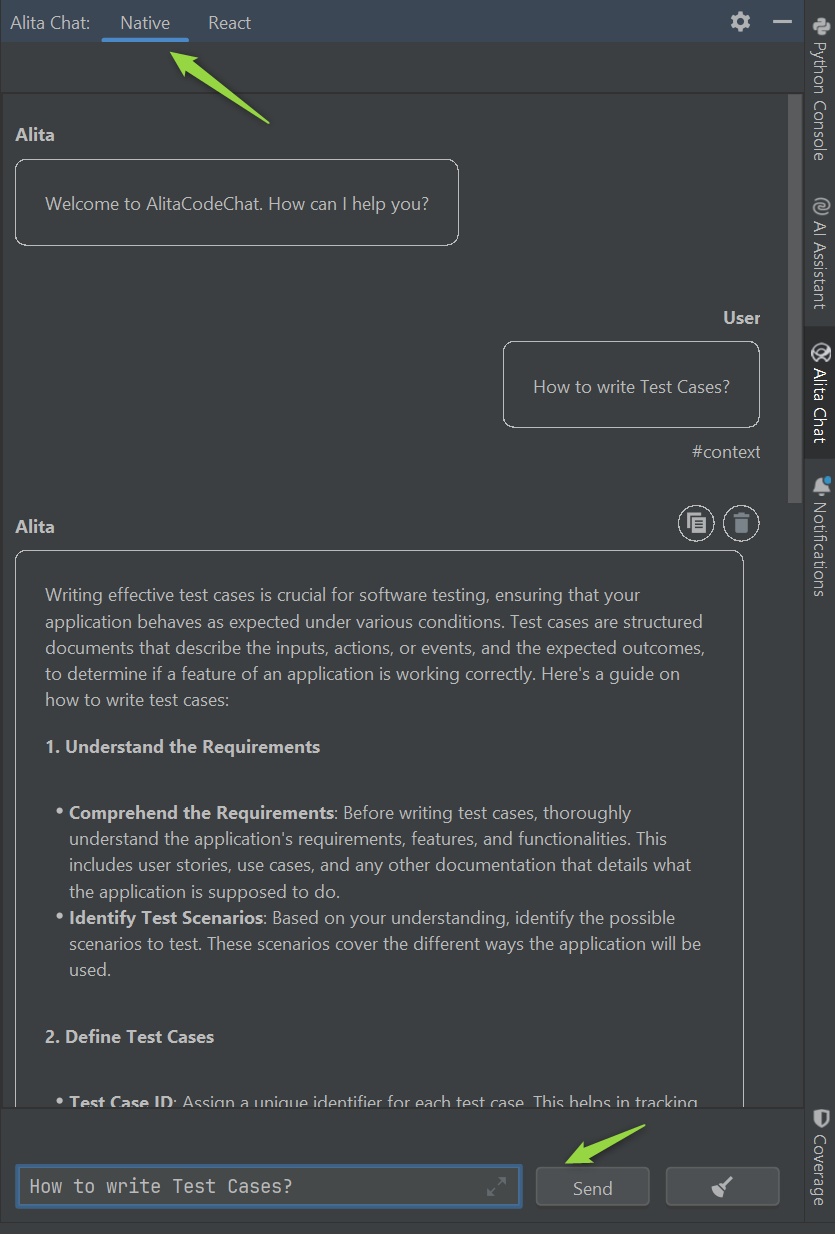 Alita Chat: Native React
Alita
Welcome to AlitaCodeChat. How can I help you?
User
How to write Test Cases?
#context
Alita
Writing effective test cases is crucial for software testing, ensuring that your
application behaves as expected under various conditions. Test cases are structured
documents that describe the inputs, actions, or events, and the expected outcomes,
to determine if a feature of an application is working correctly. Here's a guide on
how to write test cases:
1. Understand the Requirements
• Comprehend the Requirements: Before writing test cases, thoroughly
understand the application's requirements, features, and functionalities. This
includes user stories, use cases, and any other documentation that details what
the application is supposed to do.
• Identify Test Scenarios: Based on your understanding, identify the possible
scenarios to test. These scenarios cover the different ways the application will be
used.
2. Define Test Cases
• Test Case ID: Assign a unique identifier for each test case. This helps in tracking
How to write Test Cases?
Send
Python Console
AI Assistant
Alita Chat
Notifications
Coverage